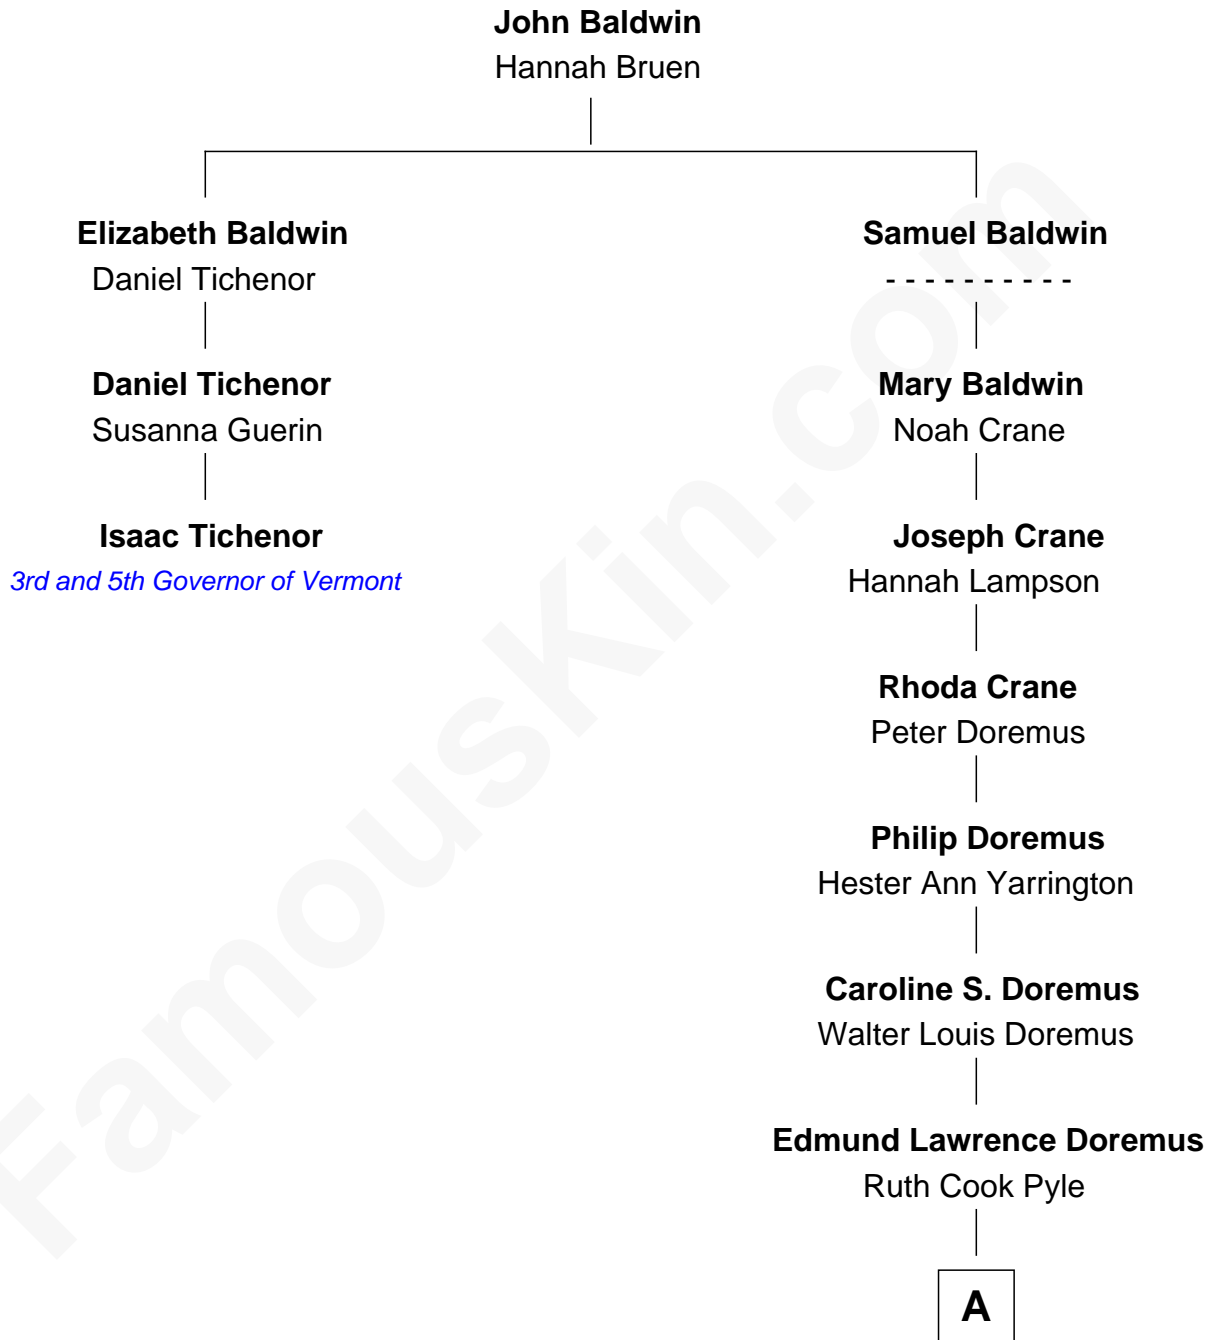 John Baldwin
Hannah Bruen
Elizabeth Baldwin
Daniel Tichenor
Samuel Baldwin
- - - - - - - - - -
Daniel Tichenor
Susanna Guerin
Mary Baldwin
Noah Crane
Isaac Tichenor
3rd and 5th Governor of Vermont
Joseph Crane
Hannah Lampson
Rhoda Crane
Peter Doremus
Philip Doremus
Hester Ann Yarrington
Caroline S. Doremus
Walter Louis Doremus
Edmund Lawrence Doremus
Ruth Cook Pyle
A
FamousKin.com